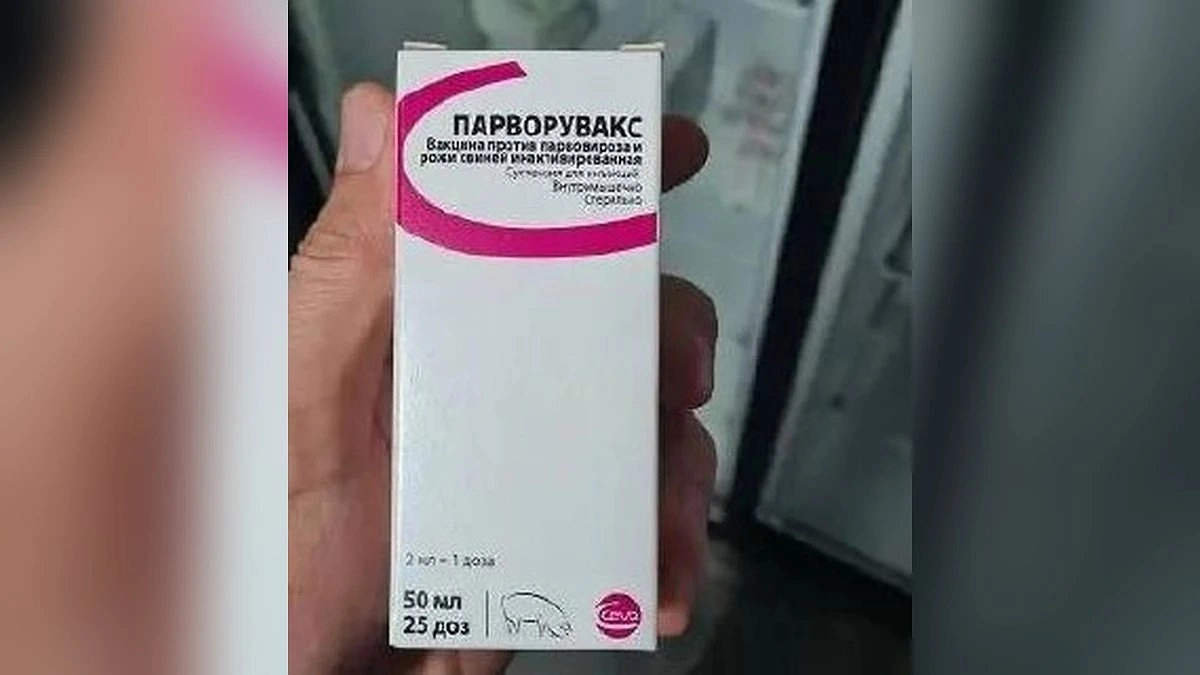 ПАРВОРУВАКС
Вакцина против парвовироза и
рожи свиней инактивированная
Суспензия для инъекций
Внутримышечно
Стерильно
2 мл – 1 доза
50 мл
25 доз
Ceva